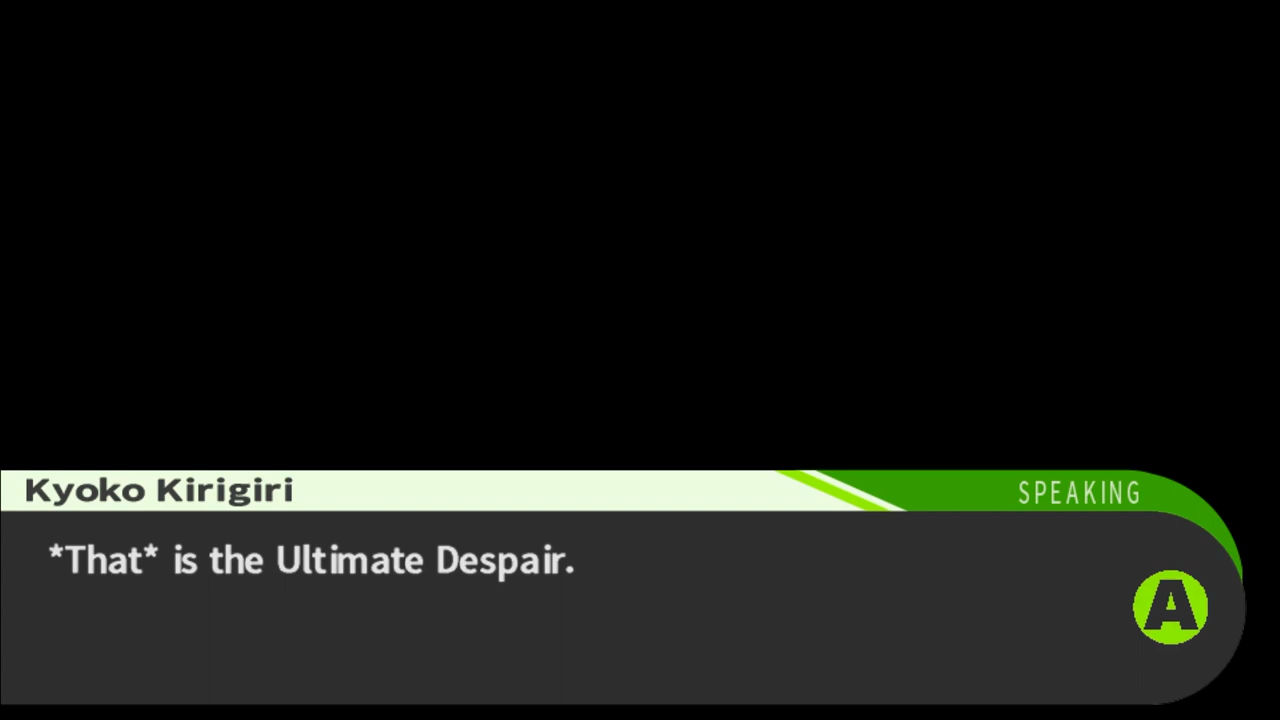 Kyoko Kirigiri
SPEAKING
*That* is the Ultimate Despair.
A